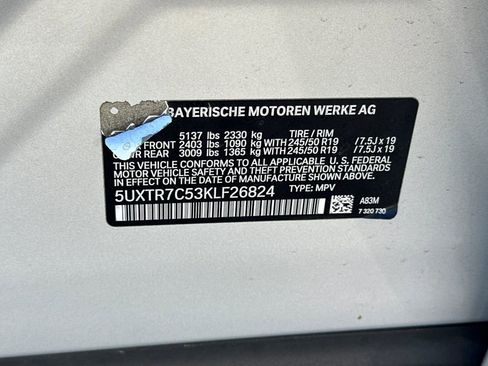 BAYERISCHE MOTOREN WERKE AG
5137 lbs 2330 kg TIRE / RIM
FRONT 2403 lbs 1090 kg WITH 245/50 R19 / 7.5J x 19
REAR 3009 lbs 1365 kg WITH 245/50 R19 / 7.5J x 19
THIS VEHICLE CONFORMS TO ALL APPLICABLE U.S. FEDERAL
MOTOR VEHICLE SAFETY AND THEFT PREVENTION STANDARDS
IN EFFECT ON THE DATE OF MANUFACTURE SHOWN ABOVE.
5UXTR7C53KLF26824 TYPE: MPV
A83M
7 320 730